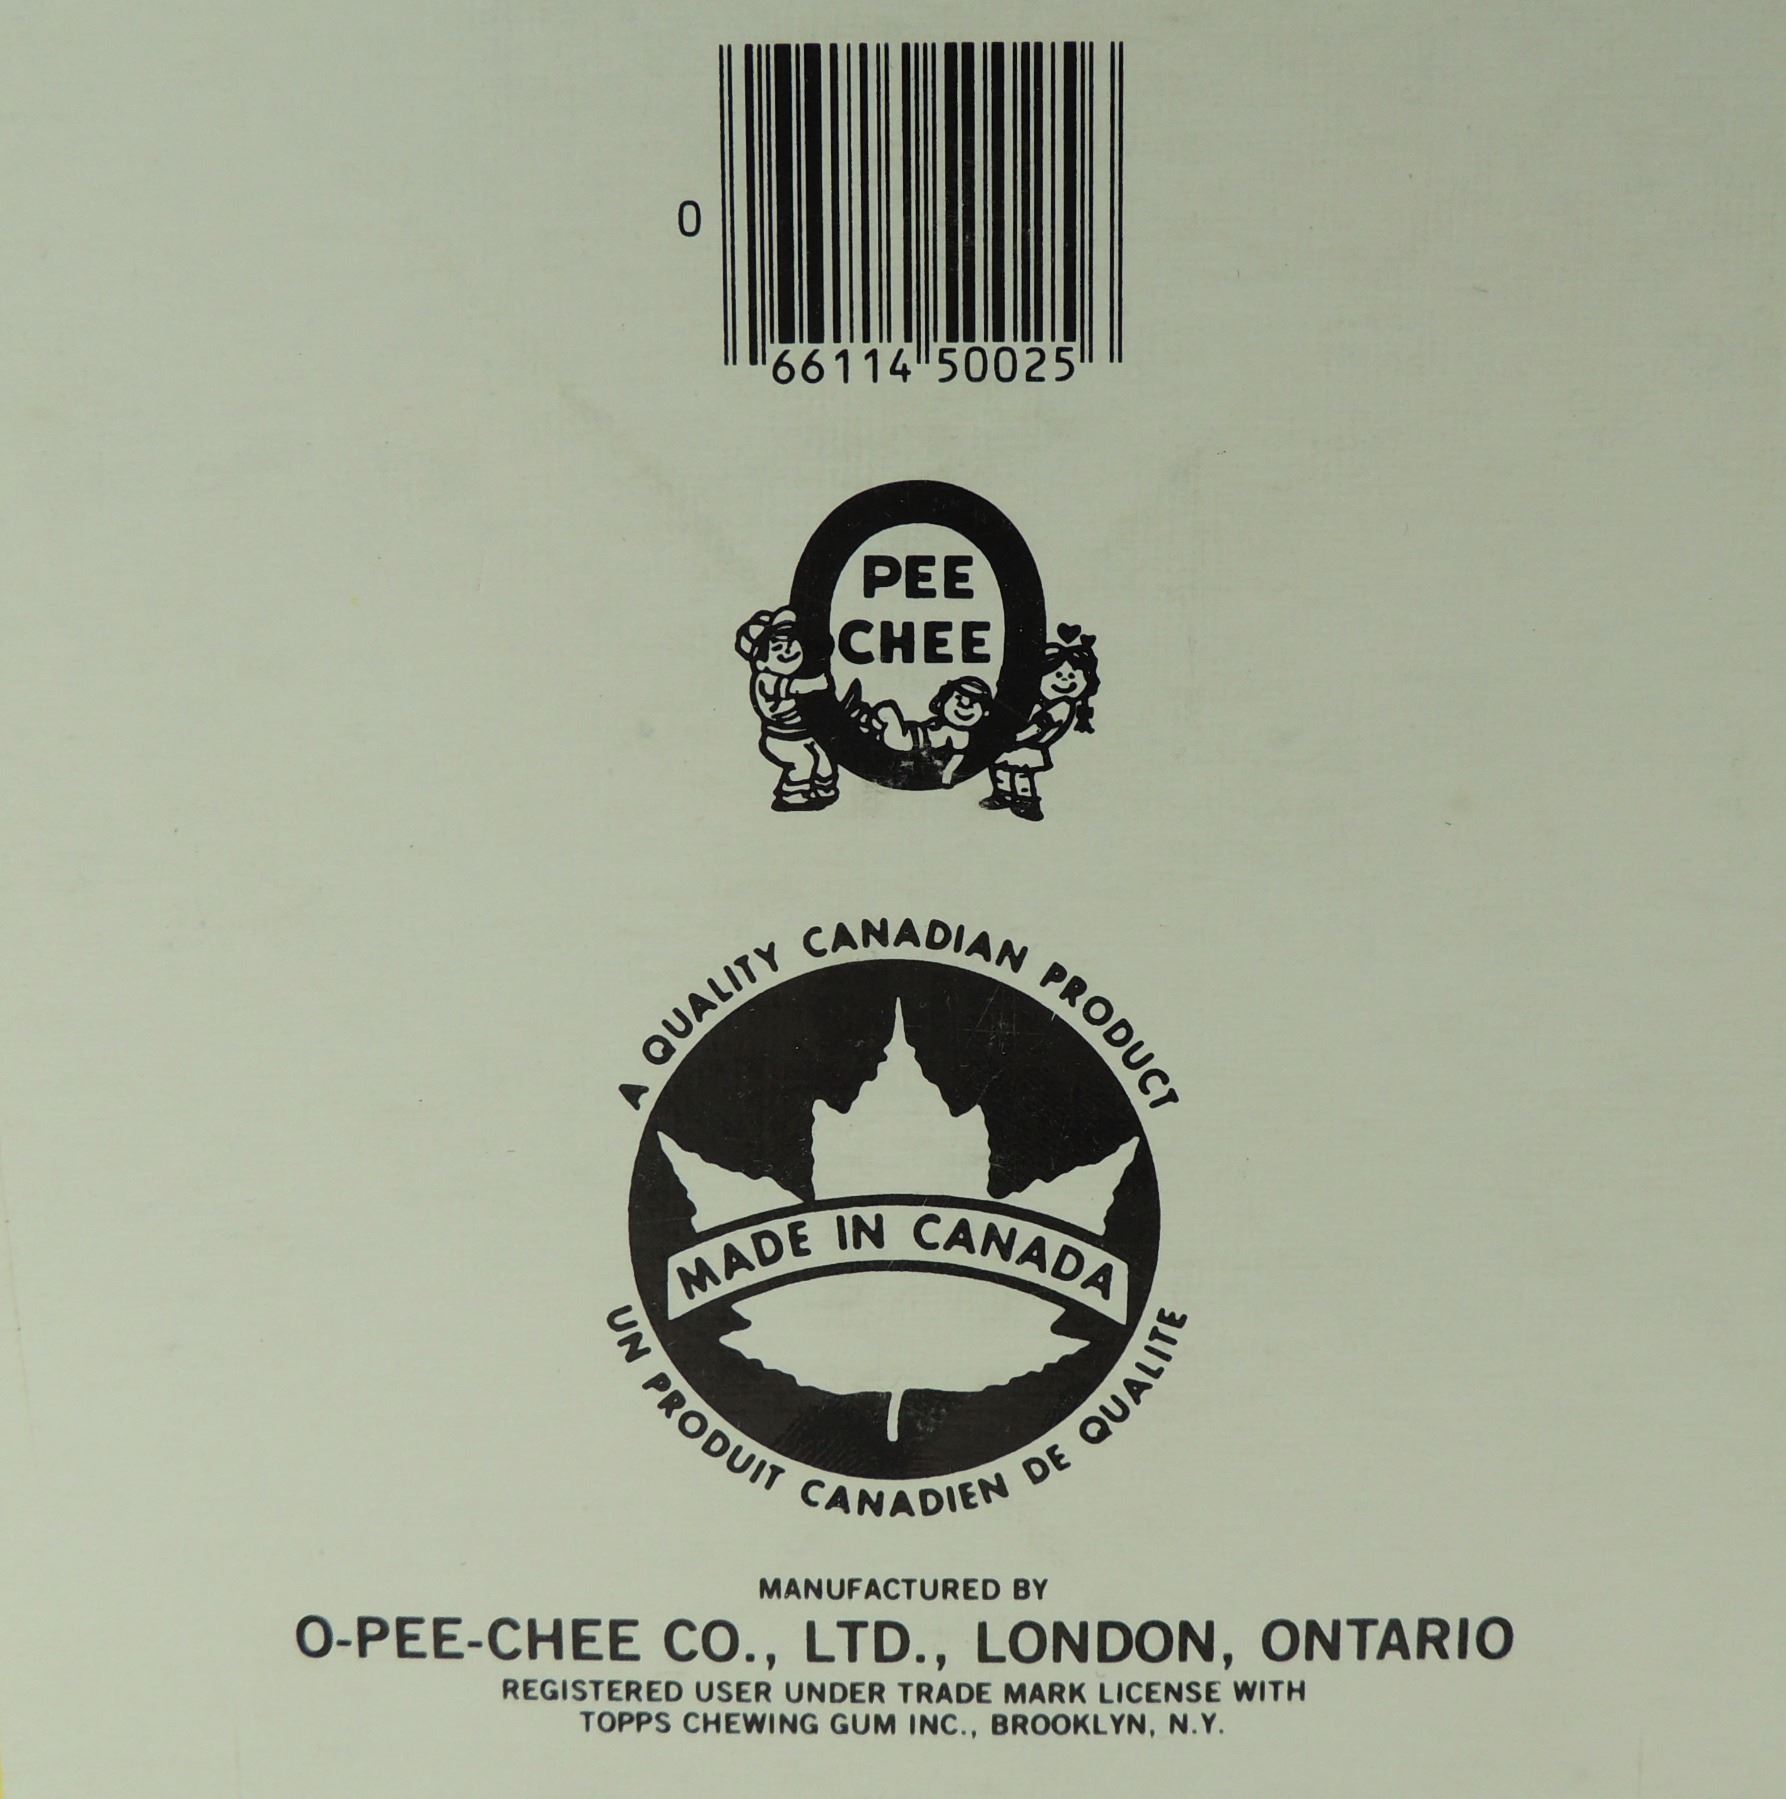 0
66114 50025
PEE
CHEE
A QUALITY CANADIAN PRODUCT
MADE IN CANADA
UN PRODUIT CANADIEN DE QUALITE
MANUFACTURED BY
O-PEE-CHEE CO., LTD., LONDON, ONTARIO
REGISTERED USER UNDER TRADE MARK LICENSE WITH
TOPPS CHEWING GUM INC., BROOKLYN, N.Y.